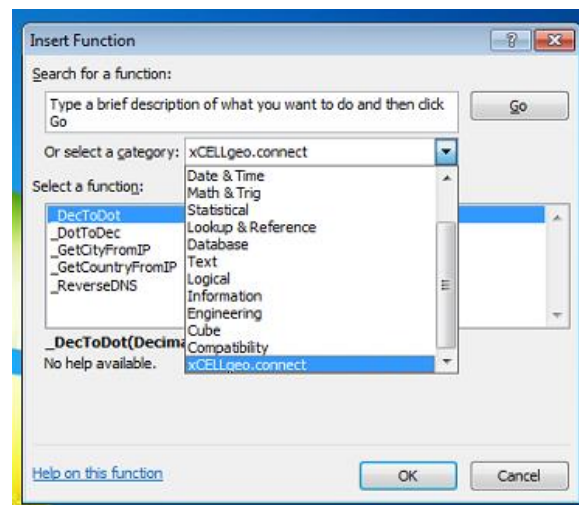 Insert Function
Search for a function:
Type a brief description of what you want to do and then click
Go
Go
Or select a category: xCELLgeo.connect
Select a function:
Date & Time
Math & Trig
Statistical
Lookup & Reference
Database
Text
Logical
Information
Engineering
Cube
Compatibility
xCELLgeo.connect
_DecToDot
_DotToDec
_GetCityFromIP
_GetCountryFromIP
_ReverseDNS
_DecToDot(Decima
No help available.
Help on this function
OK
Cancel